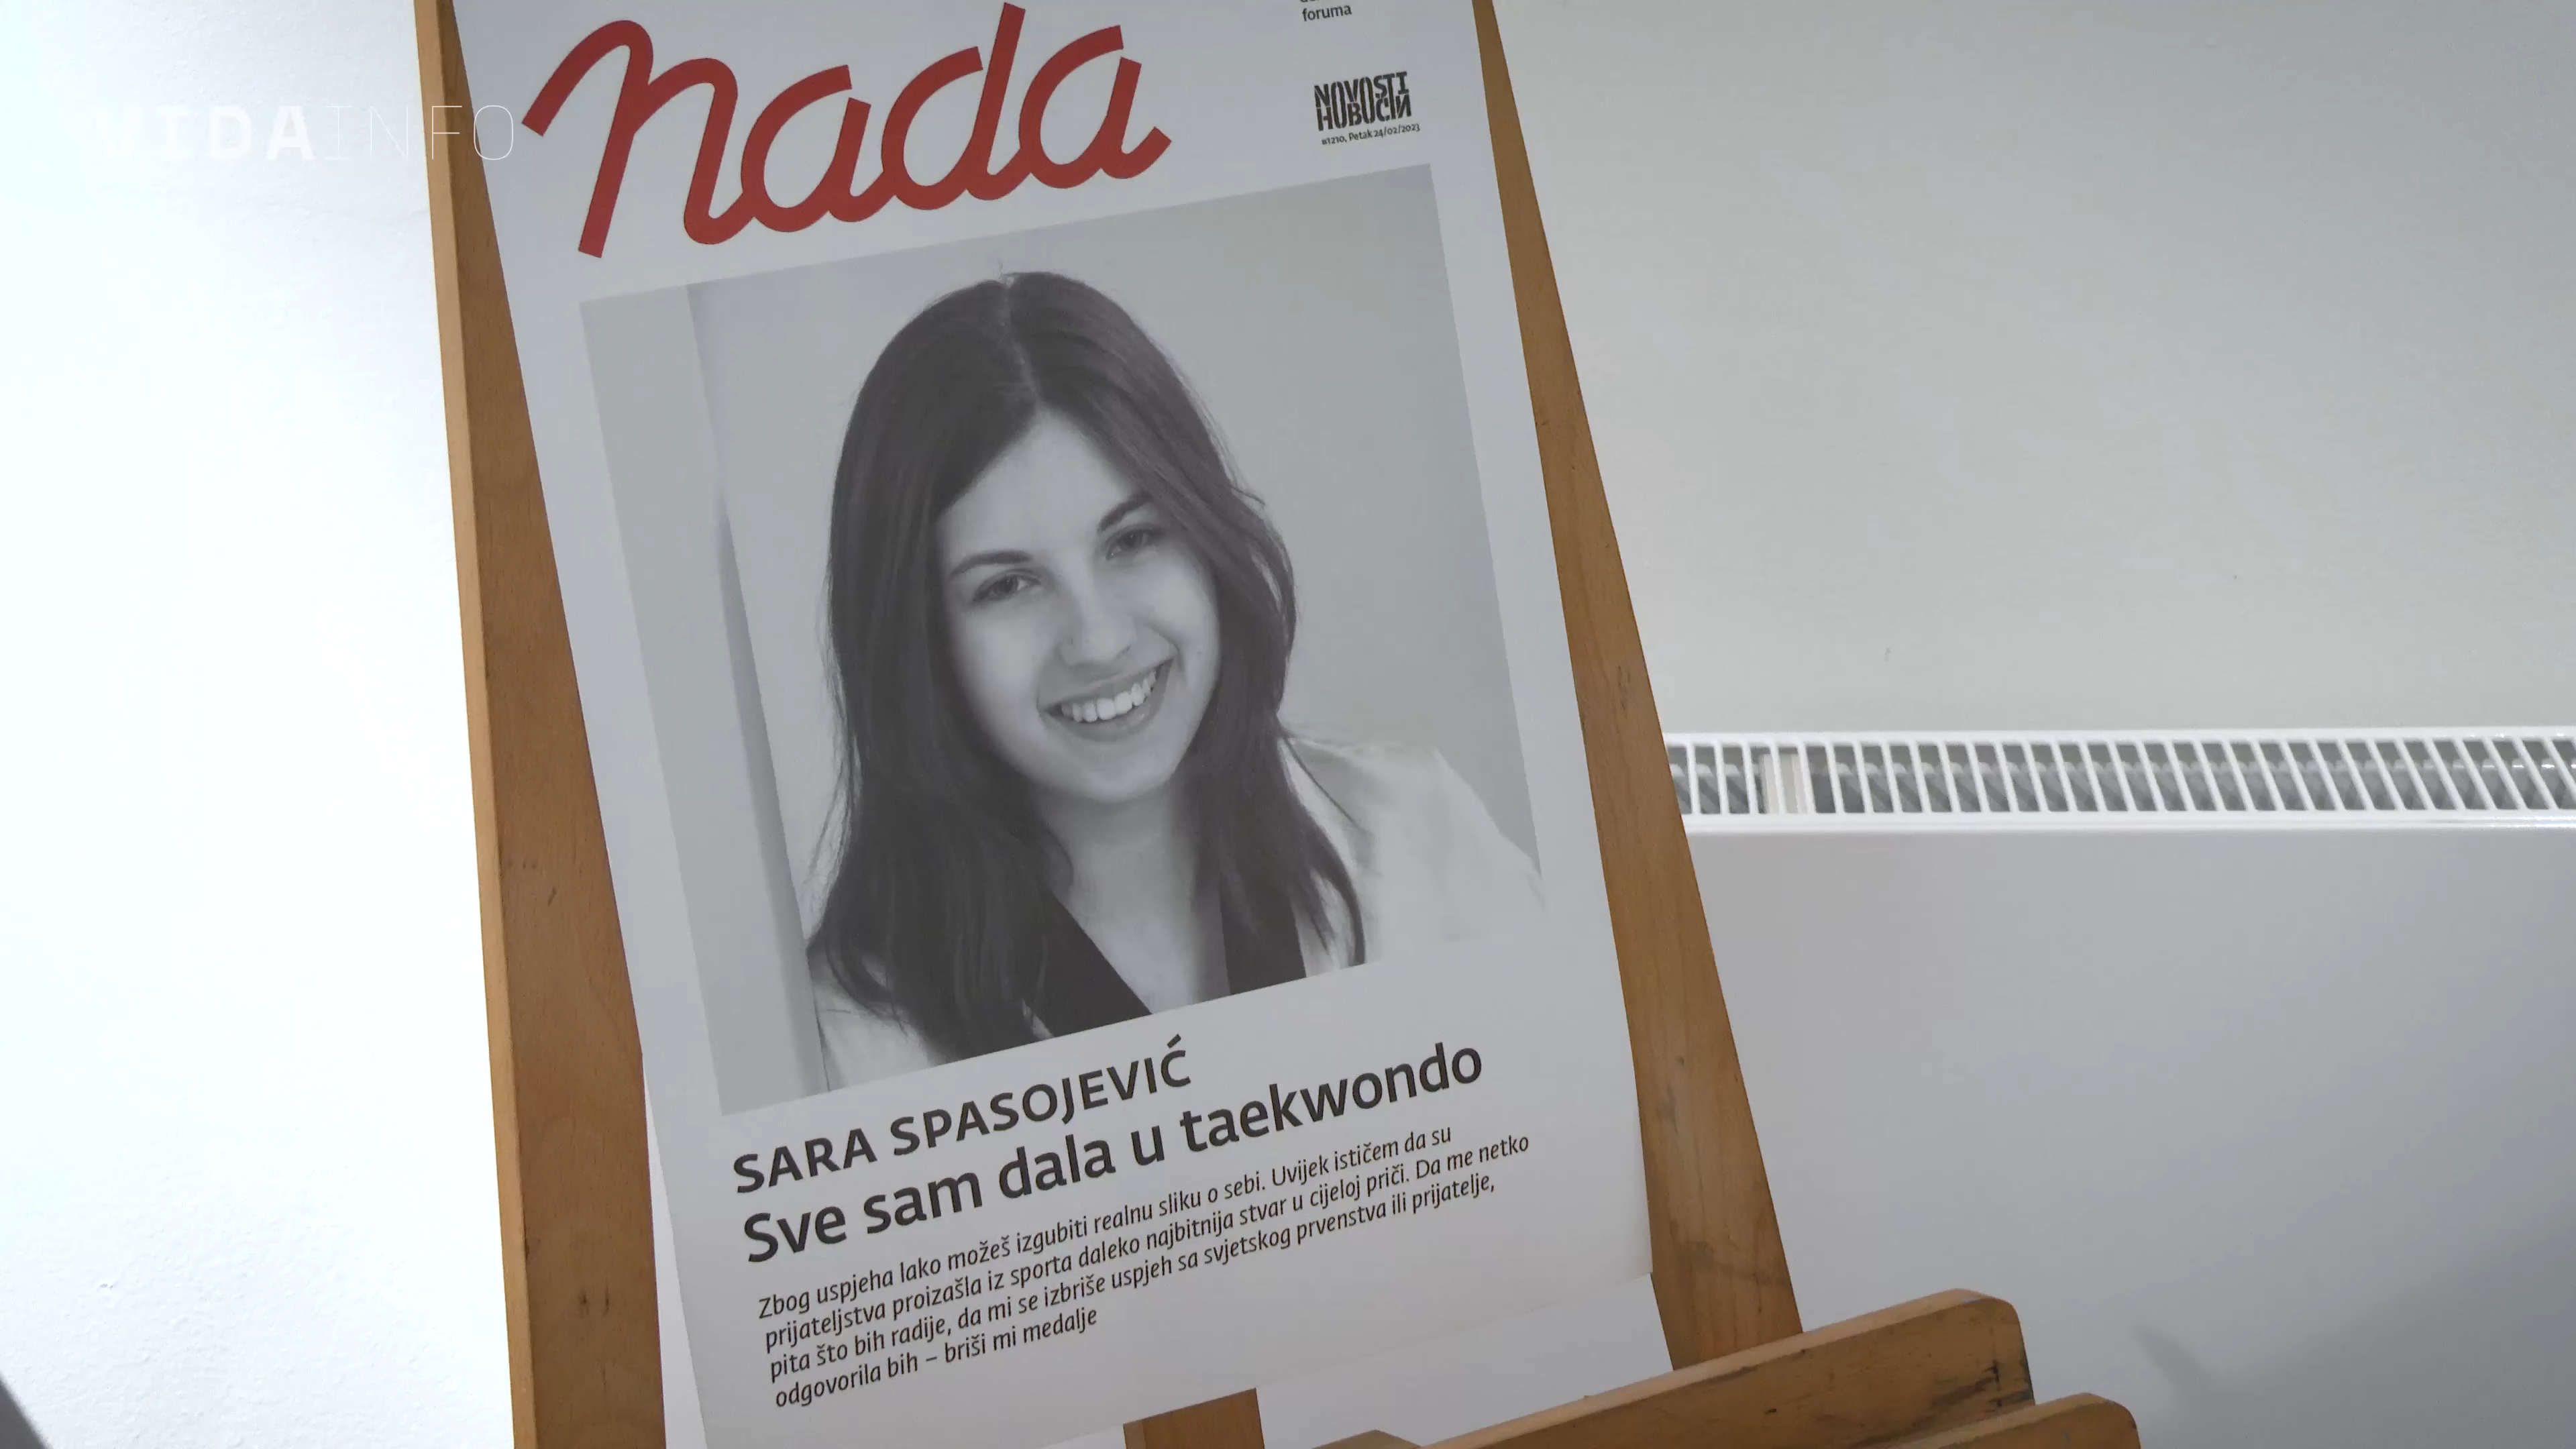 VIDAINFO
nada
foruma
NOVOSTI
НОВОСТИ
#1210, Petak 24/02/2023
SARA SPASOJEVIĆ
Sve sam dala u taekwondo
Zbog uspjeha lako možeš izgubiti realnu sliku o sebi. Uvijek ističem da su
prijateljstva proizašla iz sporta daleko najbitnija stvar u cijeloj priči. Da me netko
pita što bih radije, da mi se izbriše uspjeh sa svjetskog prvenstva ili prijatelje,
odgovorila bih – briši mi medalje